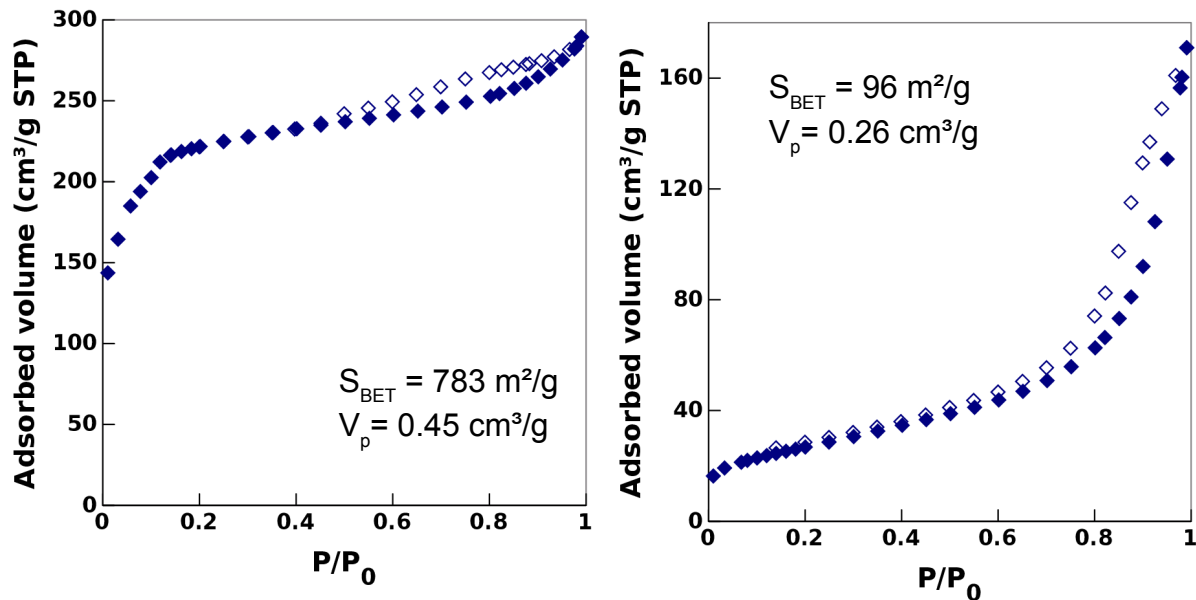 Adsorbed volume (cm³/g STP)
300
250
200
150
100
50
0
S_BET = 783 m²/g
V_p= 0.45 cm³/g
0 0.2 0.4 0.6 0.8 1
P/P_0
Adsorbed volume (cm³/g STP)
160
120
80
40
0
S_BET = 96 m²/g
V_p= 0.26 cm³/g
0 0.2 0.4 0.6 0.8 1
P/P_0